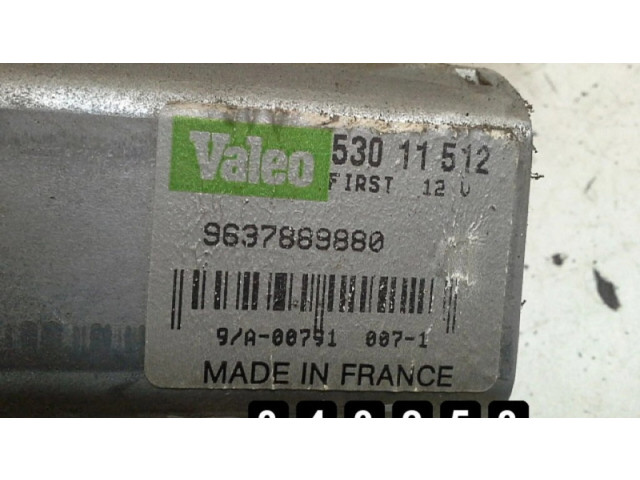 Valeo 530 11 512
FIRST 12 V
9637889880
9/A-00791 007-1
MADE IN FRANCE